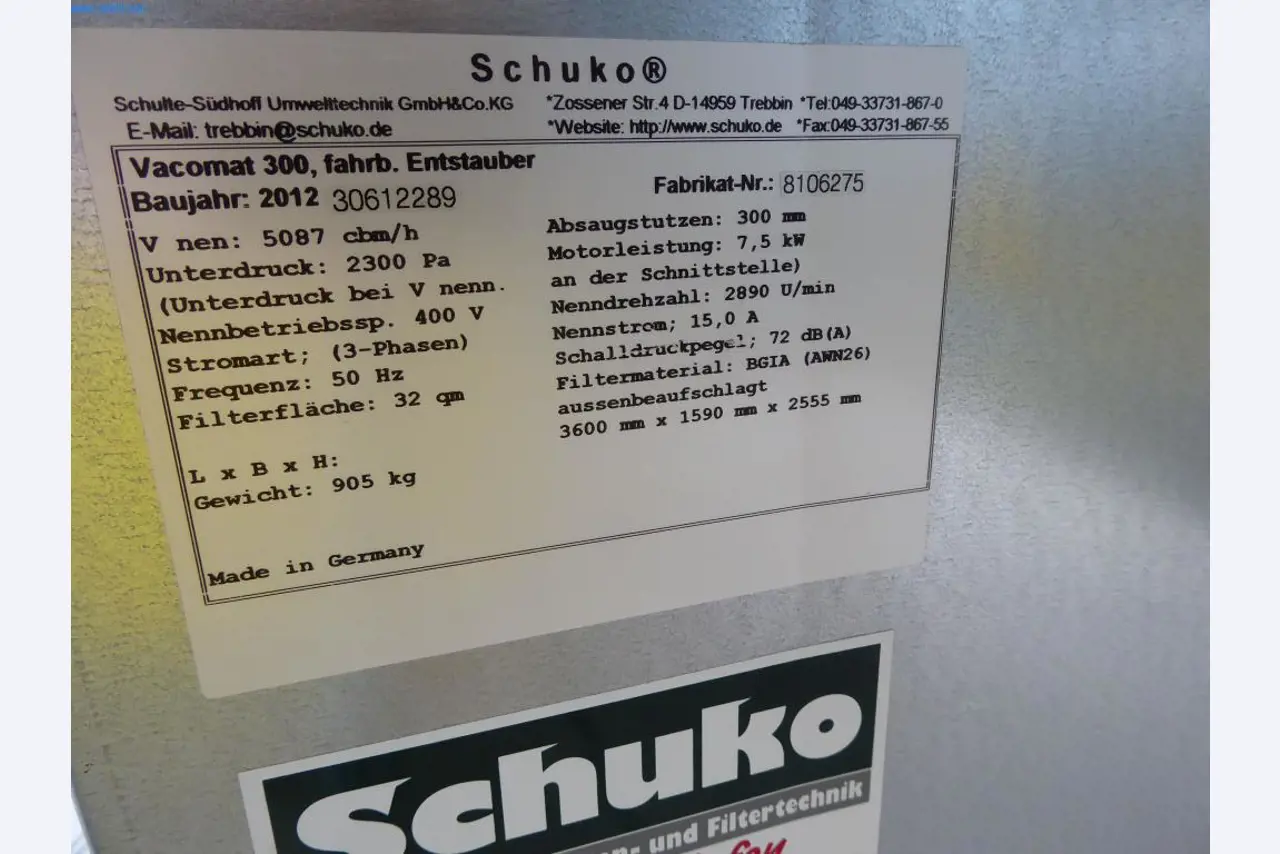 Schuko®
Schulte-Südhoff Umwelttechnik GmbH&Co.KG *Zossener Str.4 D-14959 Trebbin *Tel:049-33731-867-0
E-Mail: trebbin@schuko.de *Website: http://www.schuko.de *Fax:049-33731-867-55
Vacomat 300, fahrb. Entstauber
Baujahr: 2012 30612289 Fabrikat-Nr.: 8106275
V nen: 5087 cbm/h
Unterdruck: 2300 Pa
(Unterdruck bei V nenn.
Nennbetriebssp. 400 V
Stromart; (3-Phasen)
Frequenz: 50 Hz
Filterfläche: 32 qm
L x B x H:
Gewicht: 905 kg
Made in Germany
Absaugstutzen: 300 mm
Motorleistung: 7,5 kW
an der Schnittstelle)
Nenndrehzahl: 2890 U/min
Nennstrom; 15,0 A
Schalldruckpegel; 72 dB(A)
Filtermaterial: BGIA (AWN26)
aussenbeaufschlagt
3600 mm x 1590 mm x 2555 mm
Schuko
und Filtertechnik